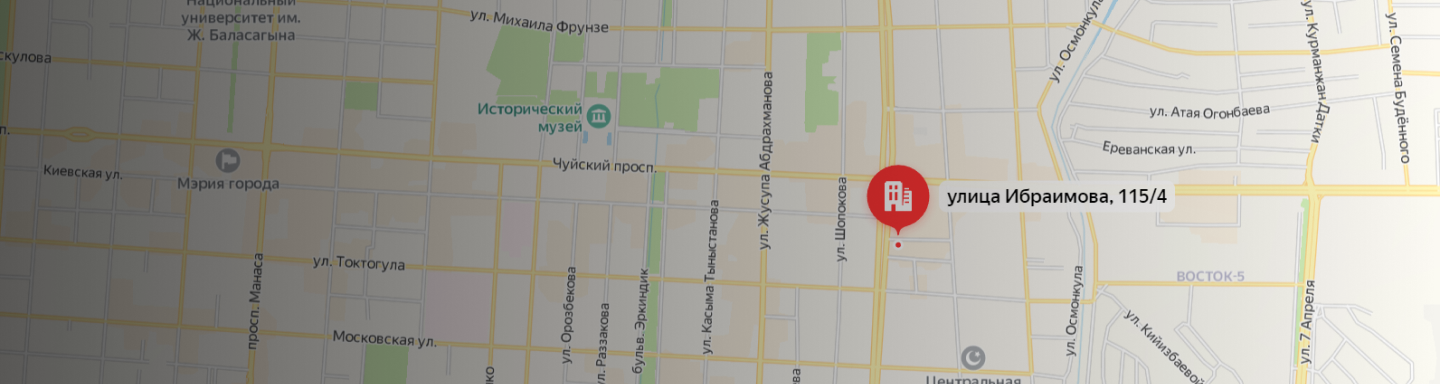 Национальный
университет им.
Ж. Баласагына
ул. Михаила Фрунзе
ул. Осмонкула
ул. Курманжан Датки
ул. Семена Будённого
скулова
Исторический
музей
ул. Жусупа Абдрахманова
ул. Атая Огонбаева
Ереванская ул.
п.
Чуйский просп.
Киевская ул.
Мэрия города
улица Ибраимова, 115/4
ул. Шопокова
ул. Касыма Тыныстанова
ул. Токтогула
просп. Манаса
ул. Орозбекова
ул. Раззакова
бульв. Эркиндик
ВОСТОК-5
ул. Осмонкула
ул. 7 Апреля
ул. Кийизбаевой
Московская ул.
Центральная